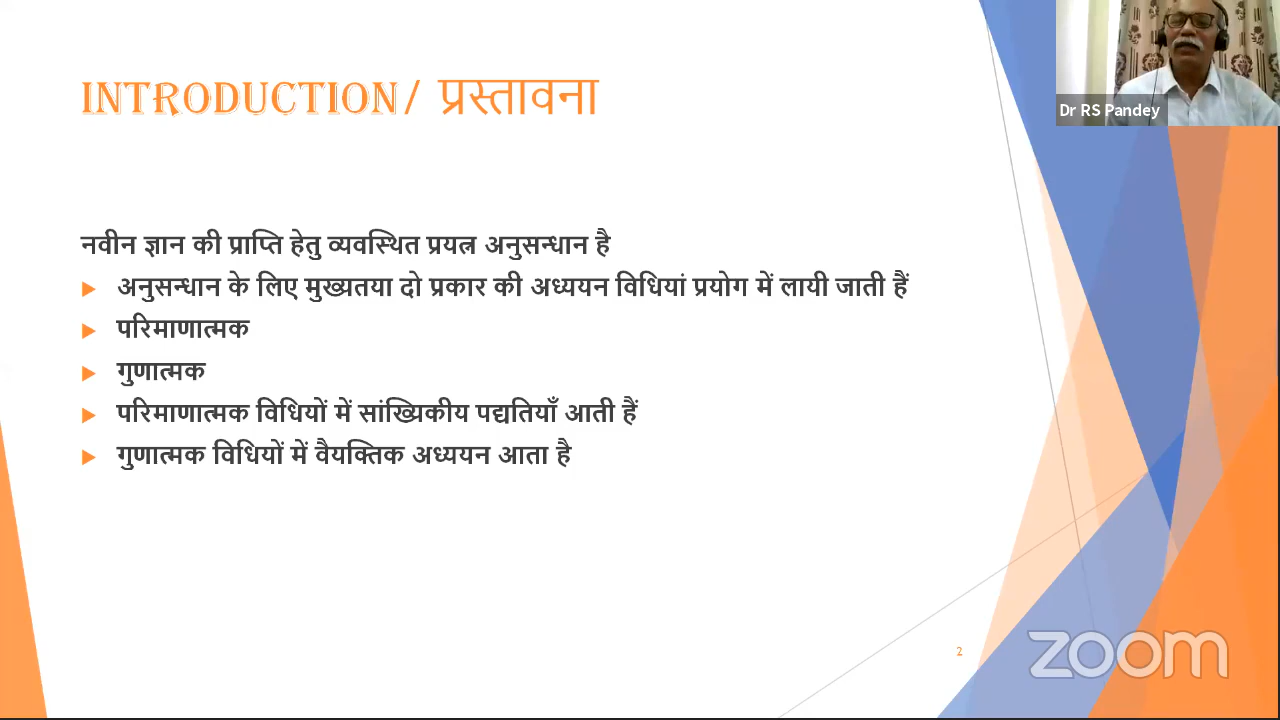 INTRODUCTION/ प्रस्तावना
Dr RS Pandey
नवीन ज्ञान की प्राप्ति हेतु व्यवस्थित प्रयत्न अनुसन्धान है
अनुसन्धान के लिए मुख्यतया दो प्रकार की अध्ययन विधियां प्रयोग में लायी जाती हैं
परिमाणात्मक
गुणात्मक
परिमाणात्मक विधियों में सांख्यिकीय पद्यतियाँ आती हैं
गुणात्मक विधियों में वैयक्तिक अध्ययन आता है
2
zoom